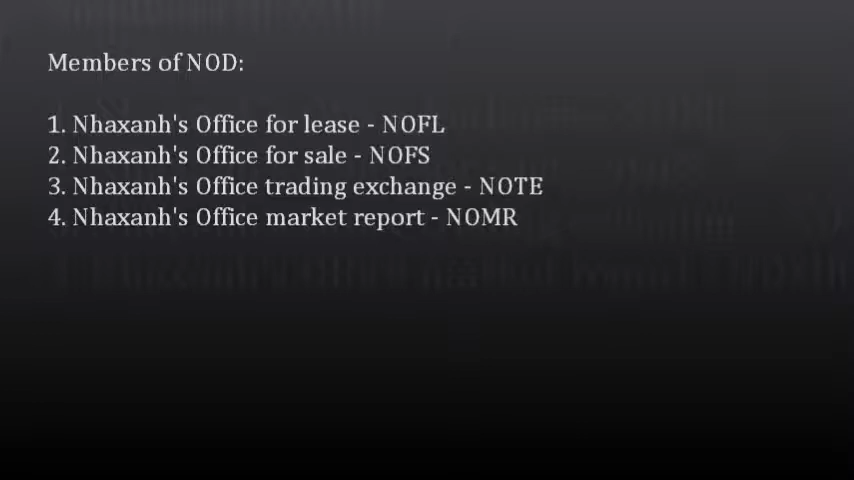 Members of NOD:
1. Nhaxanh's Office for lease - NOFL
2. Nhaxanh's Office for sale - NOFS
3. Nhaxanh's Office trading exchange - NOTE
4. Nhaxanh's Office market report - NOMR